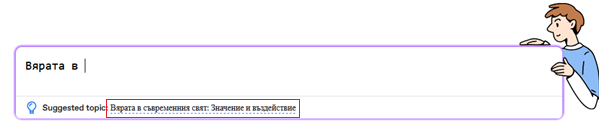 Вярата в
Suggested topic: Вярата в съвременния свят: Значение и въздействие